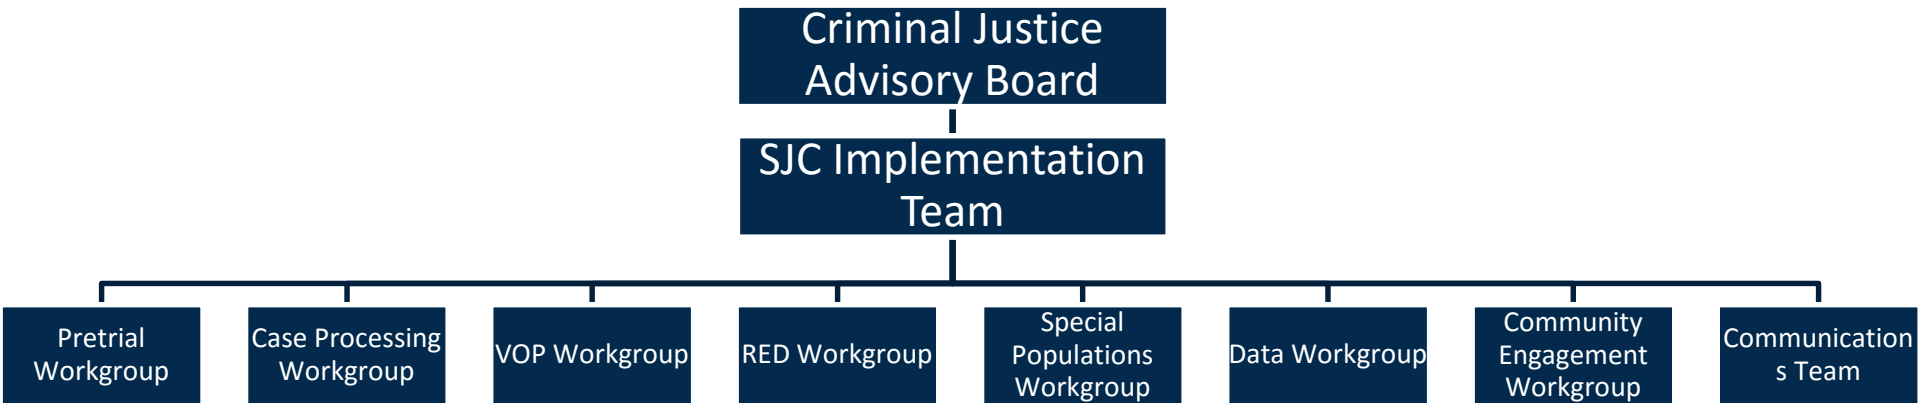 Criminal Justice
Advisory Board
SJC Implementation
Team
Pretrial
Workgroup
Case Processing
Workgroup
VOP Workgroup
RED Workgroup
Special
Populations
Workgroup
Data Workgroup
Community
Engagement
Workgroup
Communication
s Team